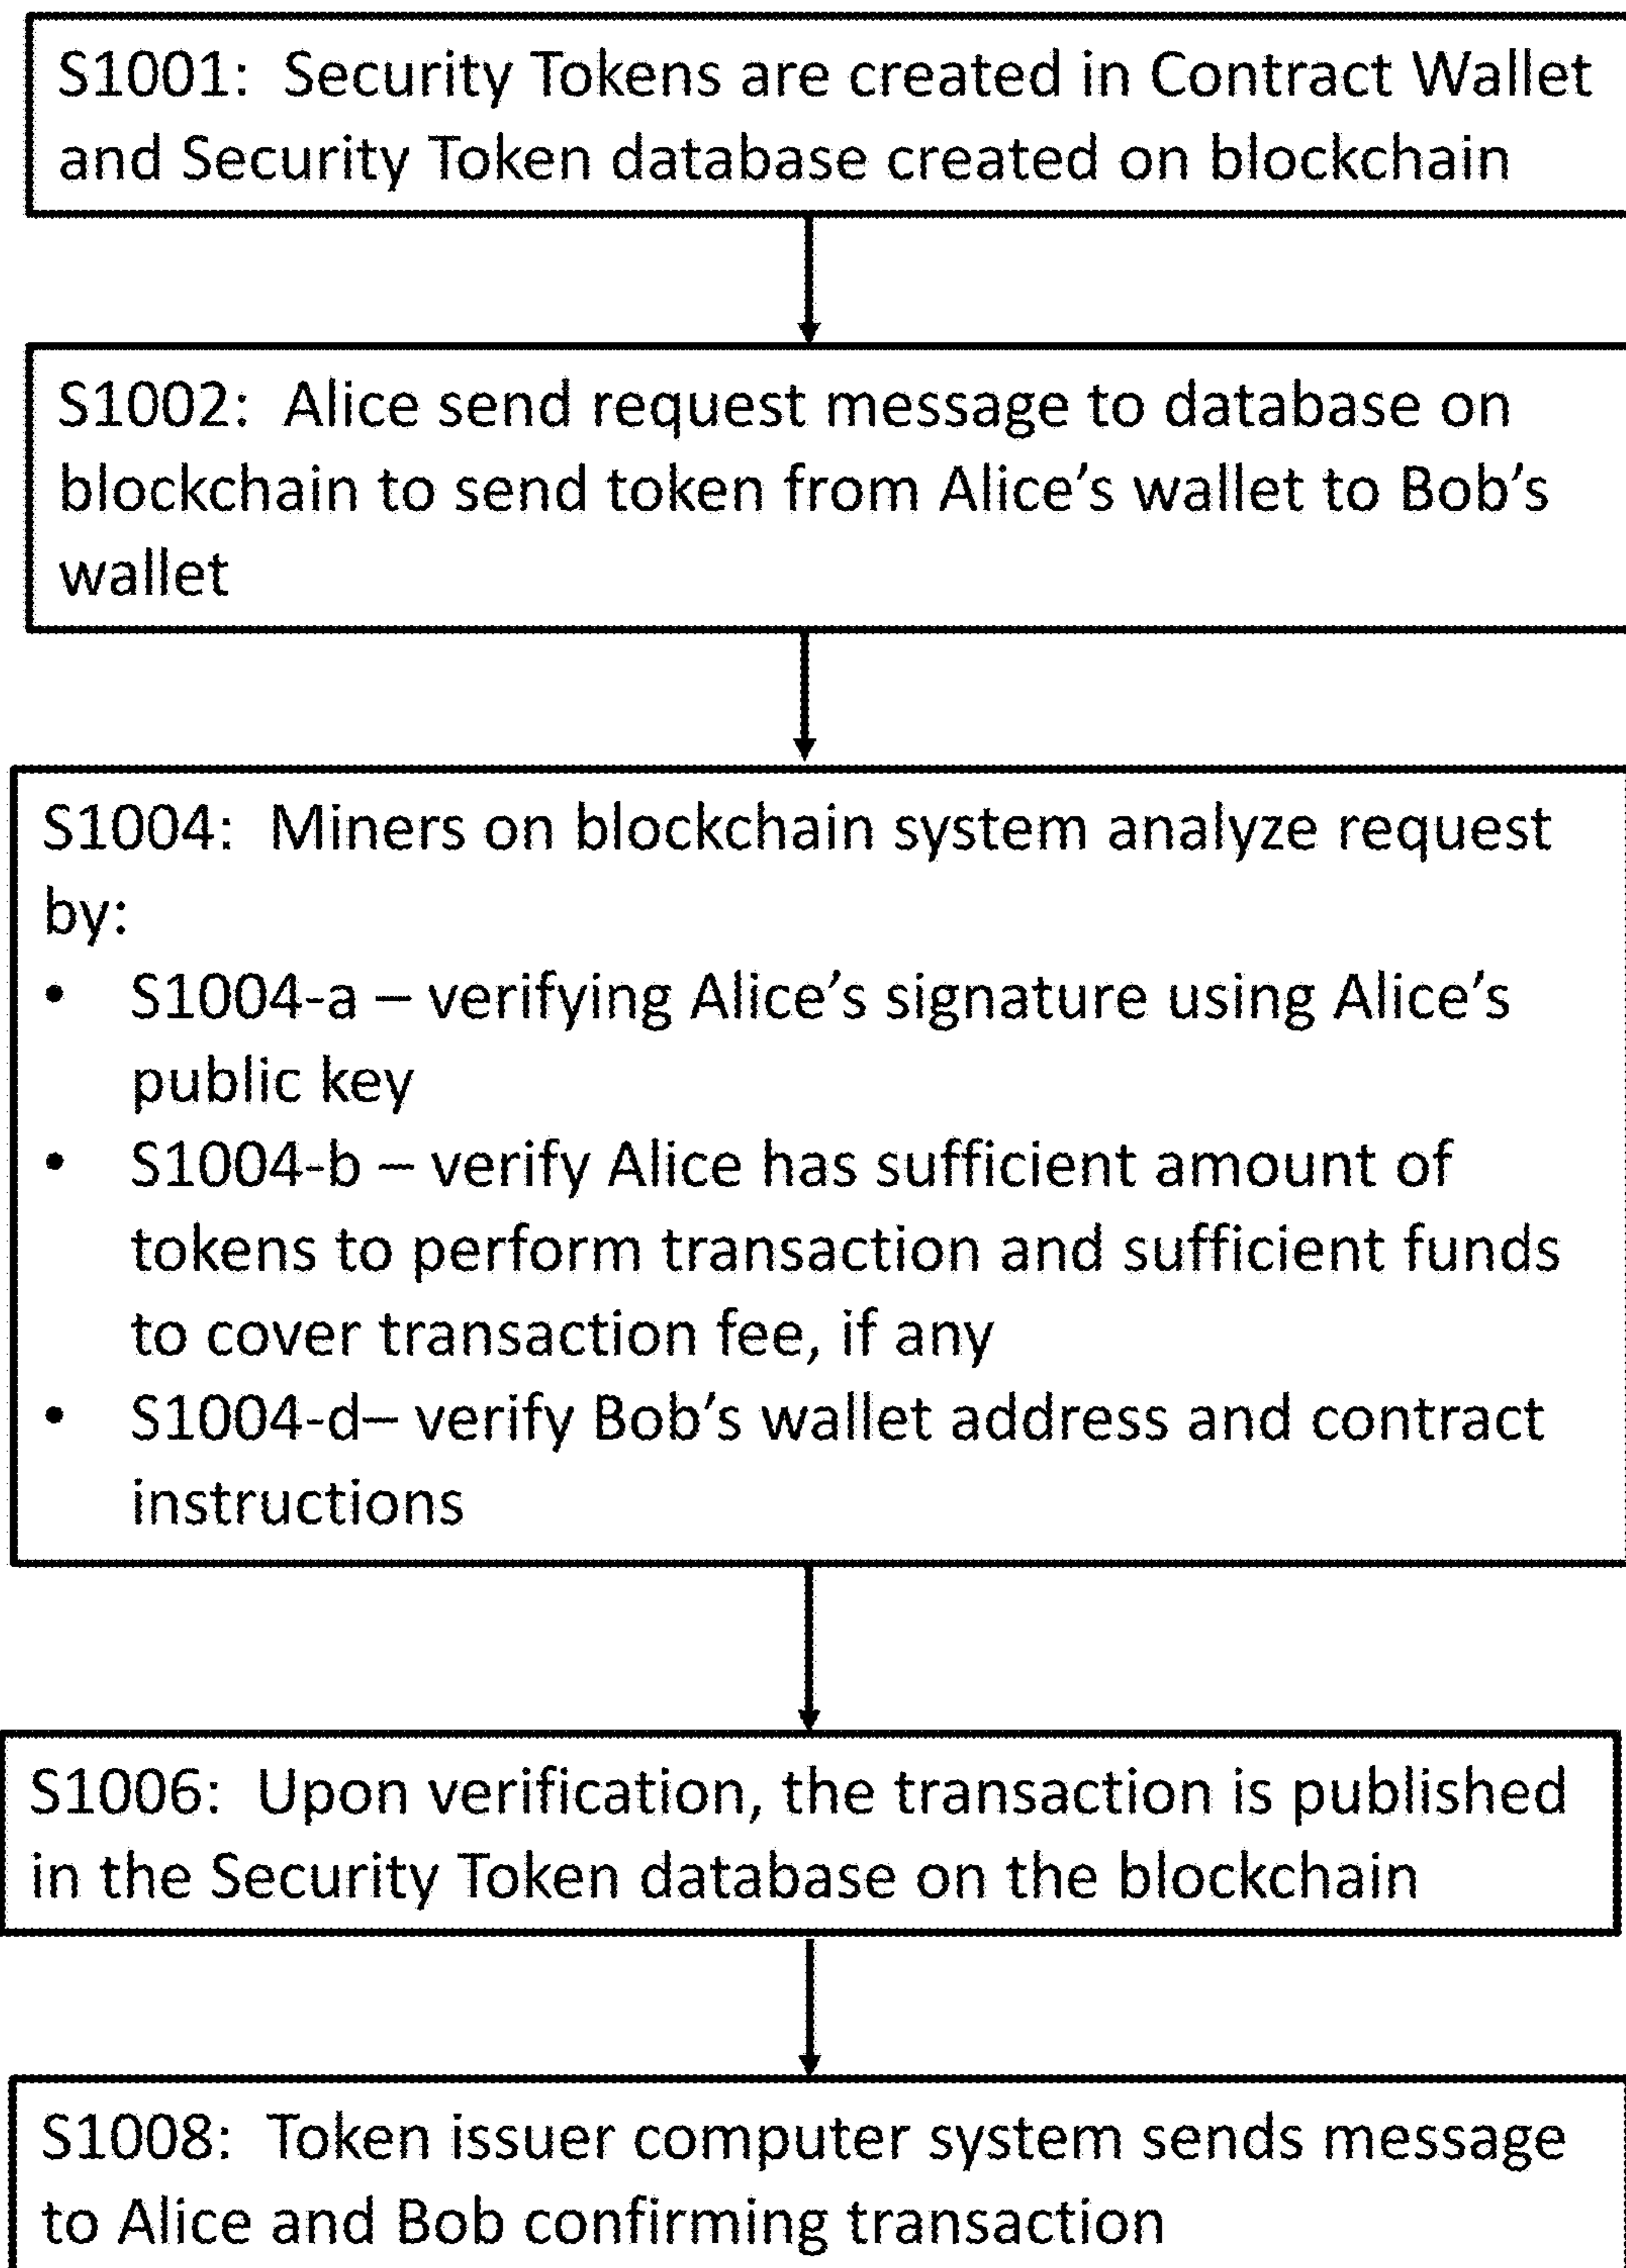 S1001: Security Tokens are created in Contract Wallet
and Security Token database created on blockchain
S1002: Alice send request message to database on
blockchain to send token from Alice’s wallet to Bob’s
wallet
S1004: Miners on blockchain system analyze request
by:
• S1004-a – verifying Alice’s signature using Alice’s
public key
• S1004-b – verify Alice has sufficient amount of
tokens to perform transaction and sufficient funds
to cover transaction fee, if any
• S1004-d– verify Bob’s wallet address and contract
instructions
S1006: Upon verification, the transaction is published
in the Security Token database on the blockchain
S1008: Token issuer computer system sends message
to Alice and Bob confirming transaction